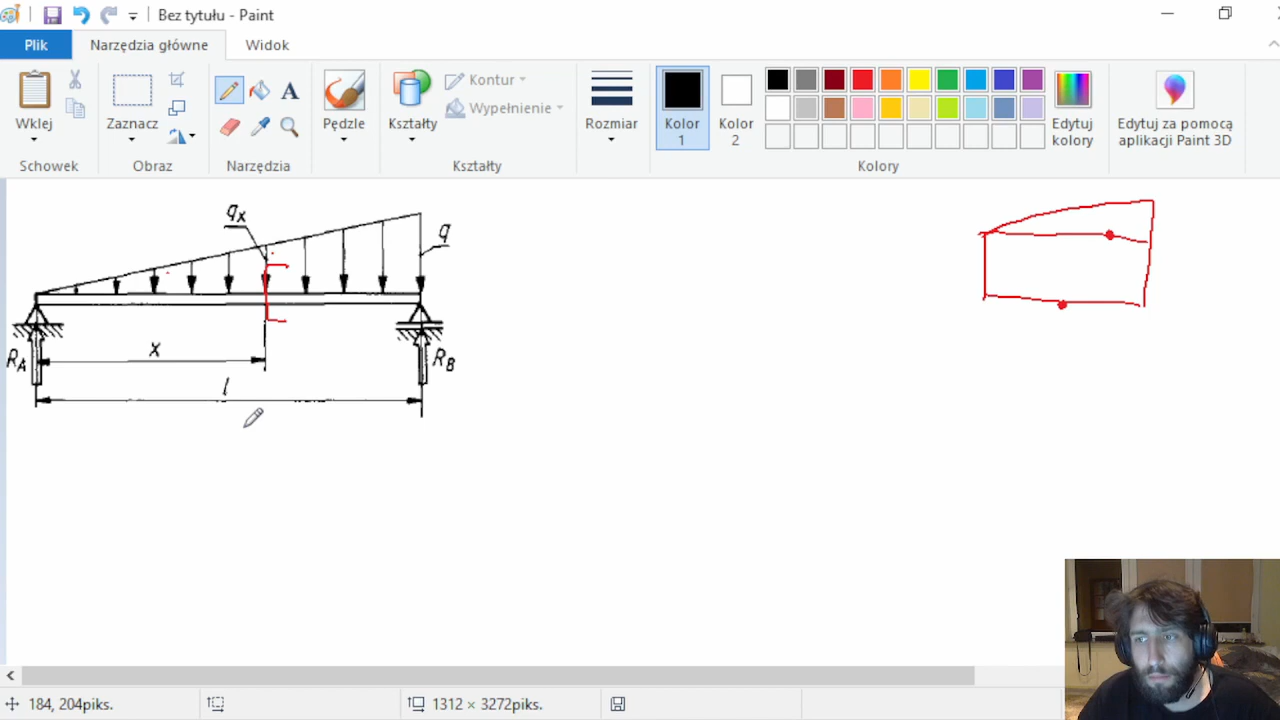 Bez tytułu - Paint
Plik Narzędzia główne Widok
Wklej Zaznacz A Pędzle Kształty Kontur Wypełnienie Rozmiar Kolor 1 Kolor 2 Edytuj kolory Edytuj za pomocą aplikacji Paint 3D
Schowek Obraz Narzędzia Kształty Kolory
qx
q
RA
x
RB
l
184, 204piks. 1312 × 3272piks.